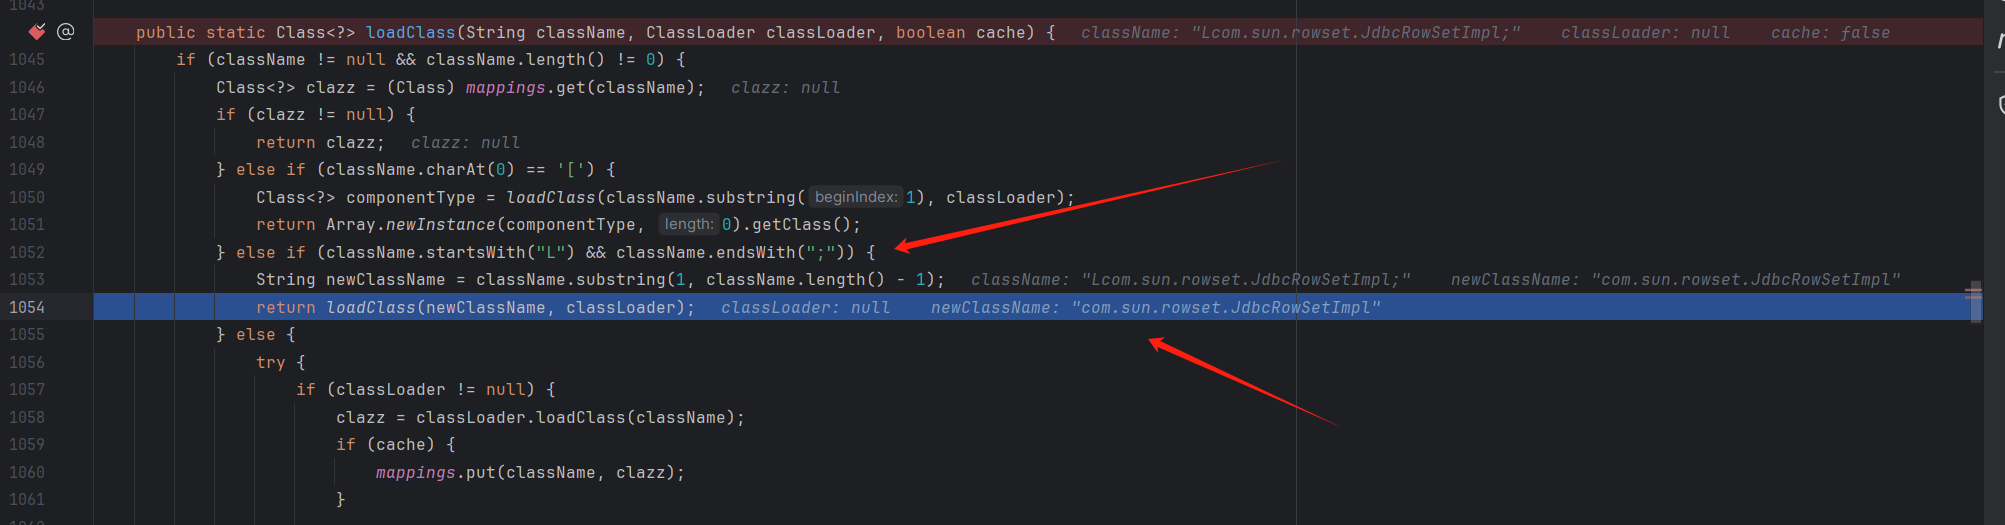 1043
@ public static Class<?> loadClass(String className, ClassLoader classLoader, boolean cache) { className: "Lcom.sun.rowset.JdbcRowSetImpl;" classLoader: null cache: false
1045 if (className != null && className.length() != 0) {
1046 Class<?> clazz = (Class) mappings.get(className); clazz: null
1047 if (clazz != null) {
1048 return clazz; clazz: null
1049 } else if (className.charAt(0) == '[') {
1050 Class<?> componentType = loadClass(className.substring( beginIndex: 1), classLoader);
1051 return Array.newInstance(componentType, length: 0).getClass();
1052 } else if (className.startsWith("L") && className.endsWith(";")) {
1053 String newClassName = className.substring(1, className.length() - 1); className: "Lcom.sun.rowset.JdbcRowSetImpl;" newClassName: "com.sun.rowset.JdbcRowSetImpl"
1054 return loadClass(newClassName, classLoader); classLoader: null newClassName: "com.sun.rowset.JdbcRowSetImpl"
1055 } else {
1056 try {
1057 if (classLoader != null) {
1058 clazz = classLoader.loadClass(className);
1059 if (cache) {
1060 mappings.put(className, clazz);
1061 }